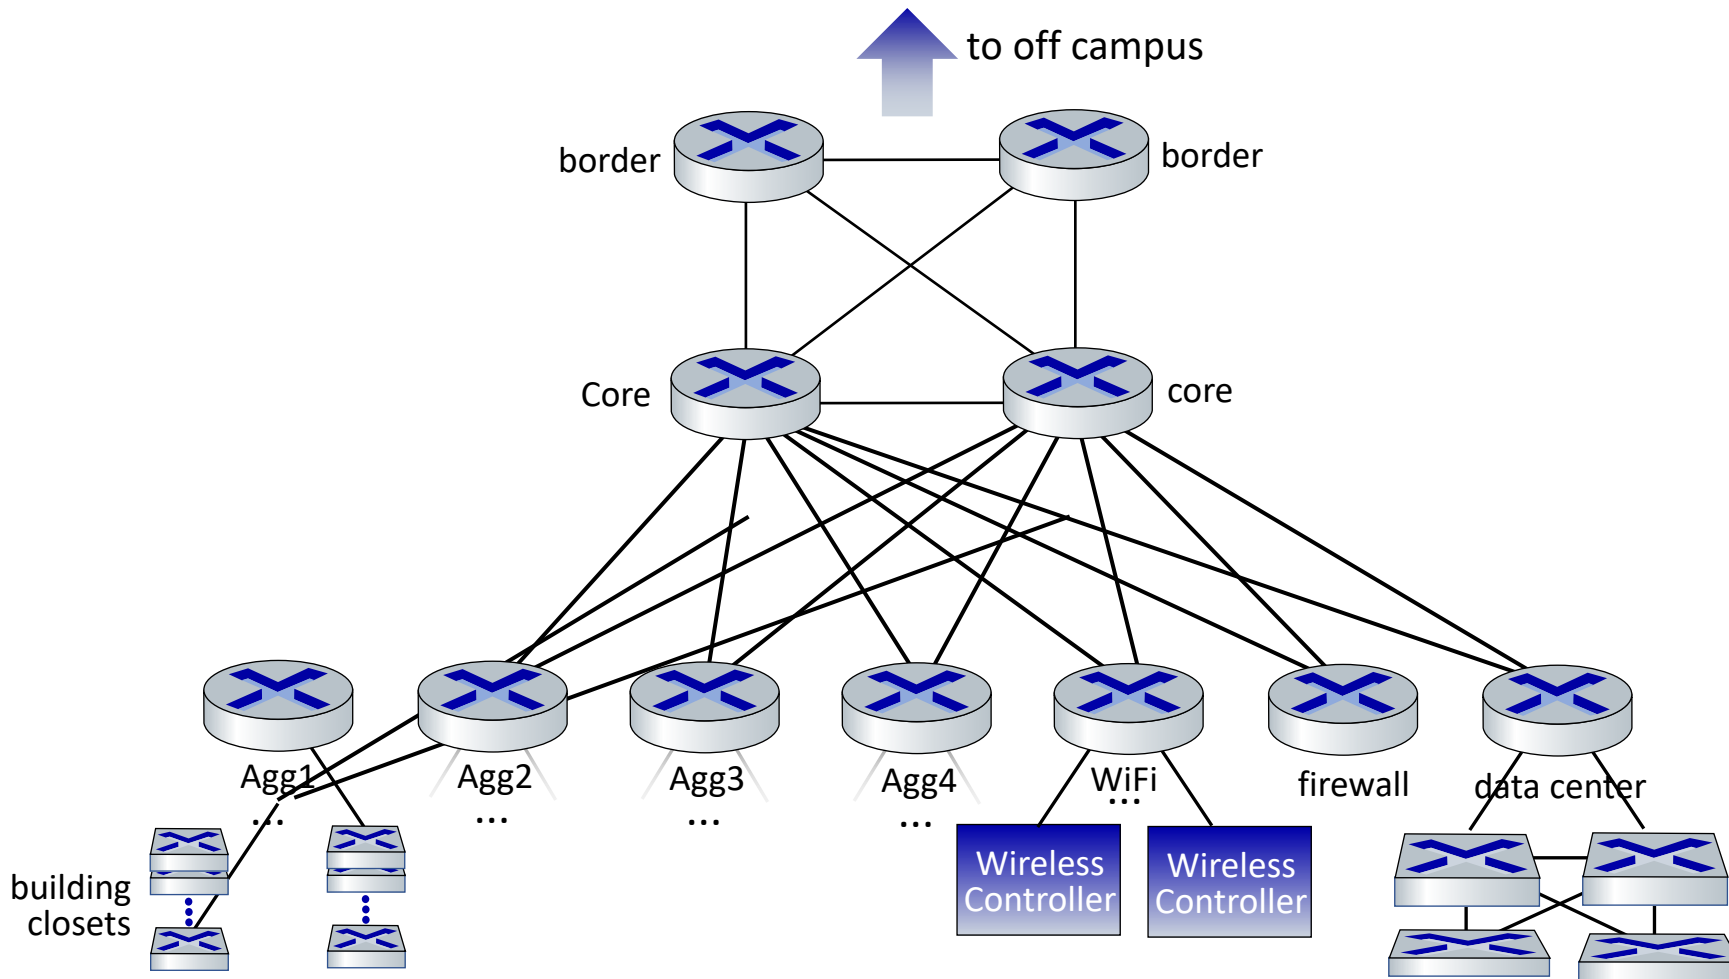 to off campus
border
border
Core
core
Agg1
Agg2
Agg3
Agg4
WiFi
firewall
data center
...
...
...
...
...
building
closets
Wireless
Controller
Wireless
Controller